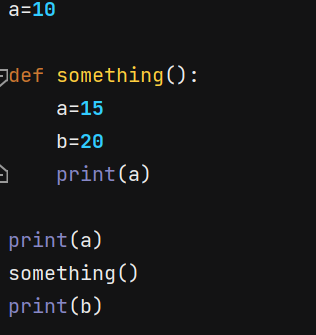 a=10
def something():
    a=15
    b=20
    print(a)
print(a)
something()
print(b)